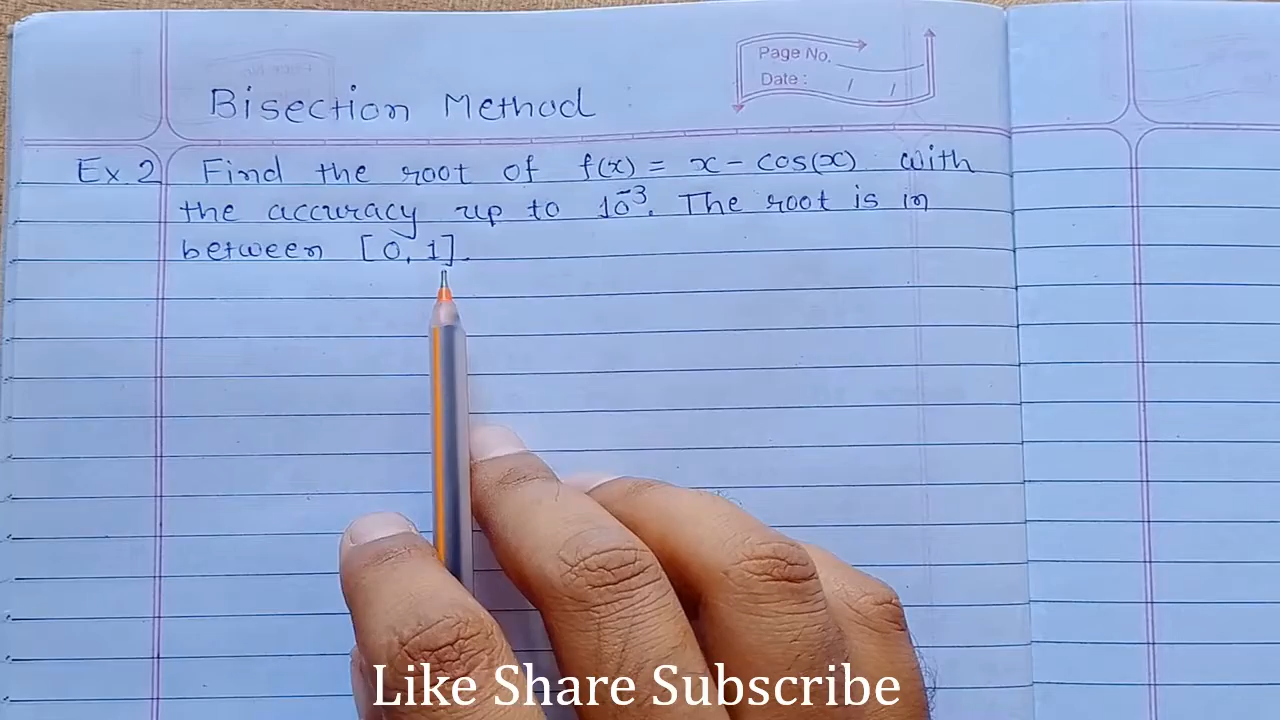 Page No.
Date : / /
Bisection Method
Ex. 2 Find the root of f(x) = x - cos(x) with
the accuracy up to 10⁻³. The root is in
between [0, 1].
Like Share Subscribe